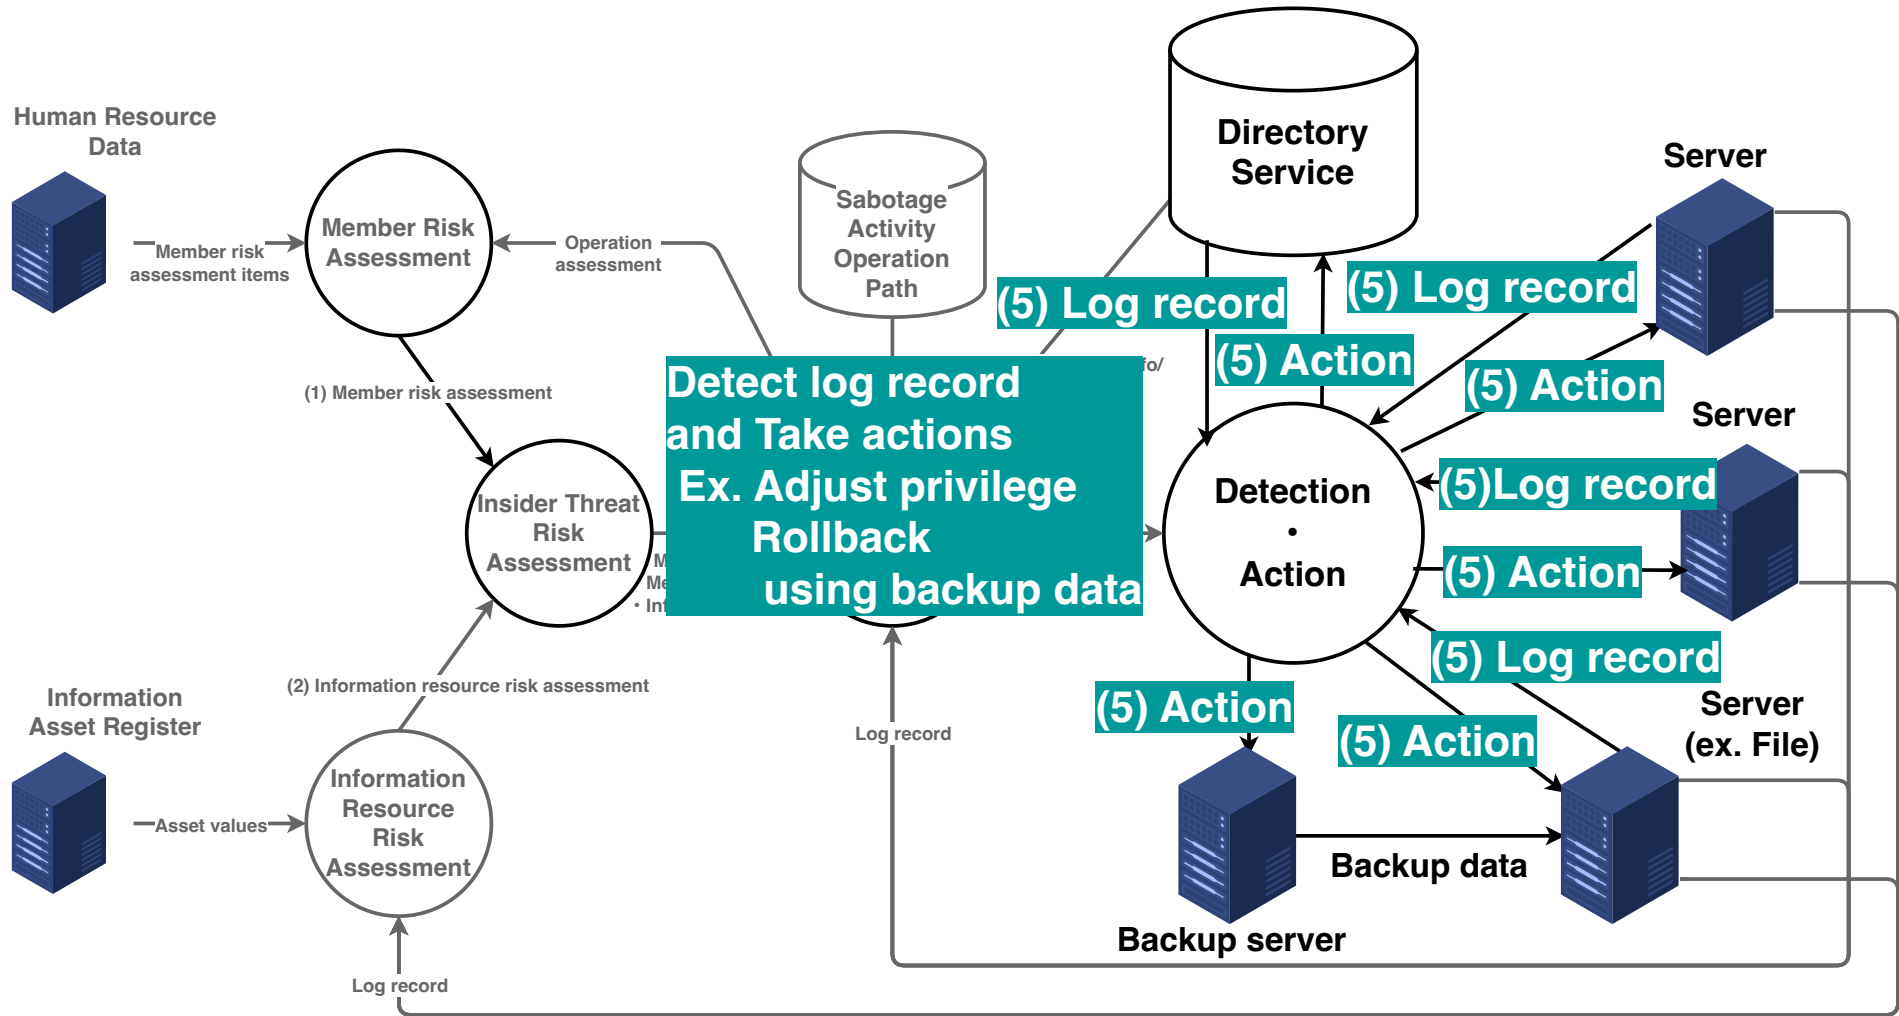 Human Resource
Data
Member risk
assessment items
Member Risk
Assessment
Operation
assessment
Sabotage
Activity
Operation
Path
Directory
Service
Server
(5) Log record
(5) Log record
(5) Action
(5) Action
(1) Member risk assessment
Detect log record
and Take actions
Ex. Adjust privilege
Rollback
using backup data
fo/
Server
Insider Threat
Risk
Assessment
Detection
・
Action
(5)Log record
(5) Action
(5) Log record
(2) Information resource risk assessment
Information
Asset Register
(5) Action
(5) Action
Server
(ex. File)
Log record
Asset values
Information
Resource
Risk
Assessment
Backup data
Backup server
Log record